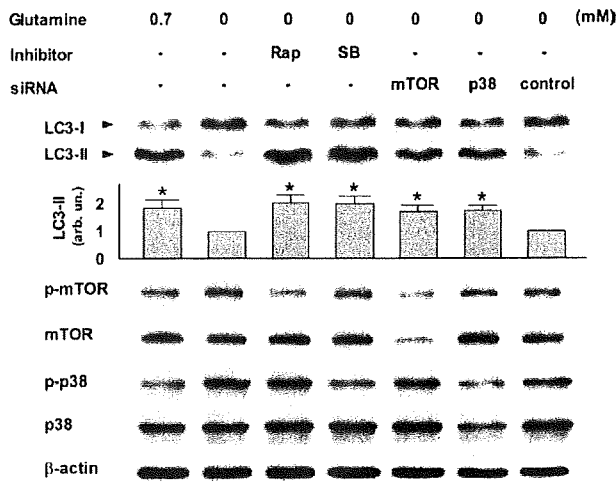 Glutamine 0.7 0 0 0 0 0 0 (mM)
Inhibitor - - Rap SB - - -
siRNA - - - - mTOR p38 control
LC3-I
LC3-II
LC3-II (arb. un.)
2
1
0
* * * * *
p-mTOR
mTOR
p-p38
p38
β-actin